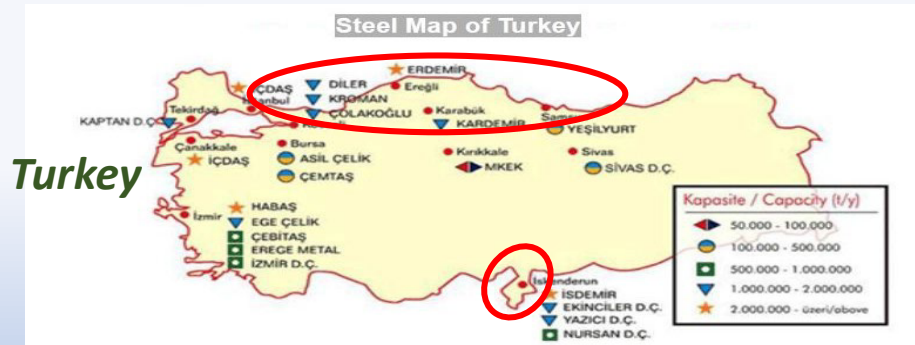 Steel Map of Turkey
ERDEMİR
Ereğli
DİLER
KROMAN
ÇOLAKOĞLU
İÇDAŞ
İstanbul
Tekirdağ
KAPTAN D.Ç.
Karabük
KARDEMİR
YEŞİLYURT
Çanakkale
İÇDAŞ
Bursa
ASİL ÇELİK
ÇEMTAŞ
Kırıkkale
MKEK
Sivas
SİVAS D.Ç.
Turkey
İzmir
HABAŞ
EGE ÇELİK
ÇEBİTAŞ
EREGE METAL
İZMİR D.Ç.
İskenderun
İSDEMİR
EKİNCİLER D.Ç.
YAZICI D.Ç.
NURSAN D.Ç.
Kapasite / Capacity (t/y)
50.000 - 100.000
100.000 - 500.000
500.000 - 1.000.000
1.000.000 - 2.000.000
2.000.000 - üzeri/above